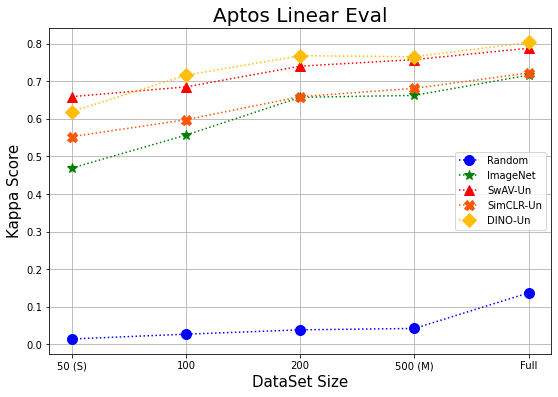 Aptos Linear Eval
Kappa Score
0.8
0.7
0.6
0.5
0.4
0.3
0.2
0.1
0.0
Random
ImageNet
SwAV-Un
SimCLR-Un
DINO-Un
50 (S) 100 200 500 (M) Full
DataSet Size